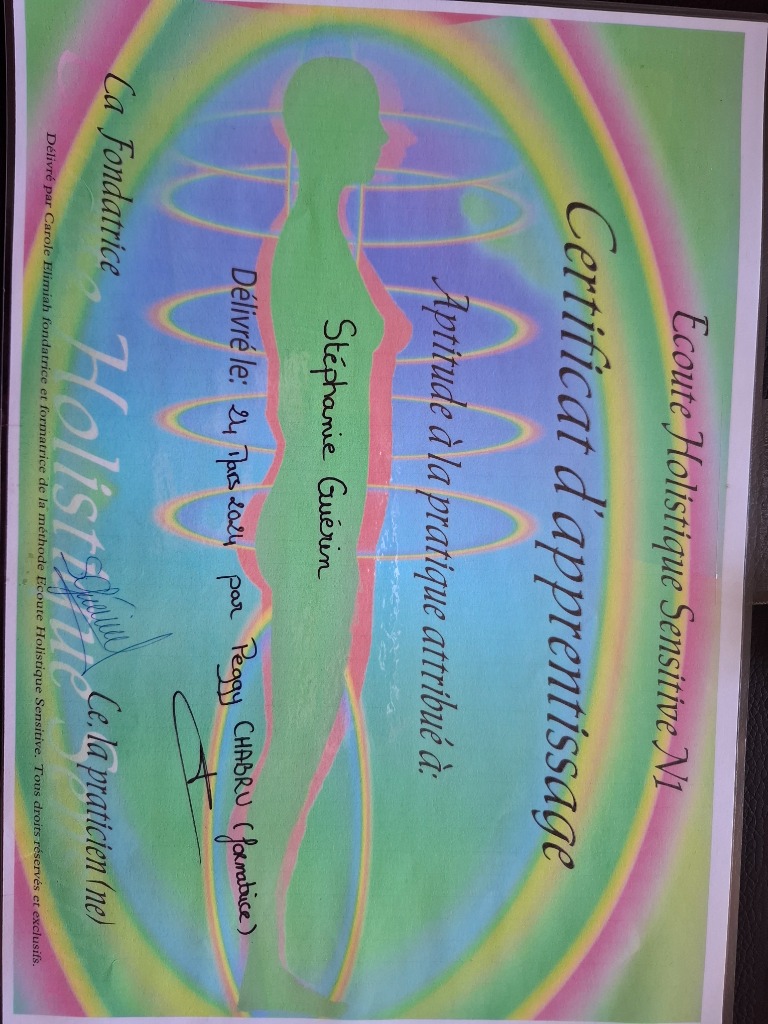 Ecoute Holistique Sensitive N1
Certificat d'apprentissage
Aptitude à la pratique attribué à:
Stéphanie Guérin
Délivré le: 24 Mars 2024 par Peggy CHABRU (formatrice)
La Fondatrice
Le, la praticien(ne)
Holistique
Délivré par Carole Elimiah fondatrice et formatrice de la méthode Ecoute Holistique Sensitive. Tous droits réservés et exclusifs.